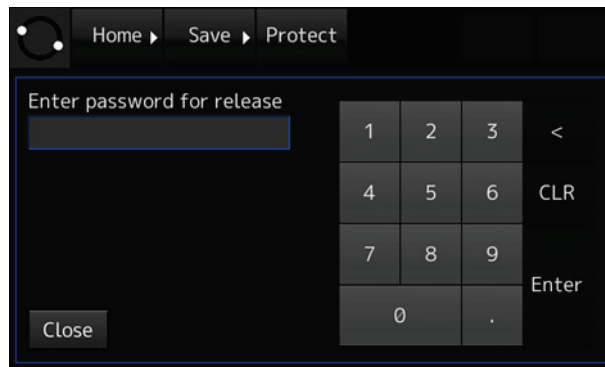 Home ▸ Save ▸ Protect
Enter password for release
1 2 3 <
4 5 6 CLR
7 8 9
Enter
0 .
Close